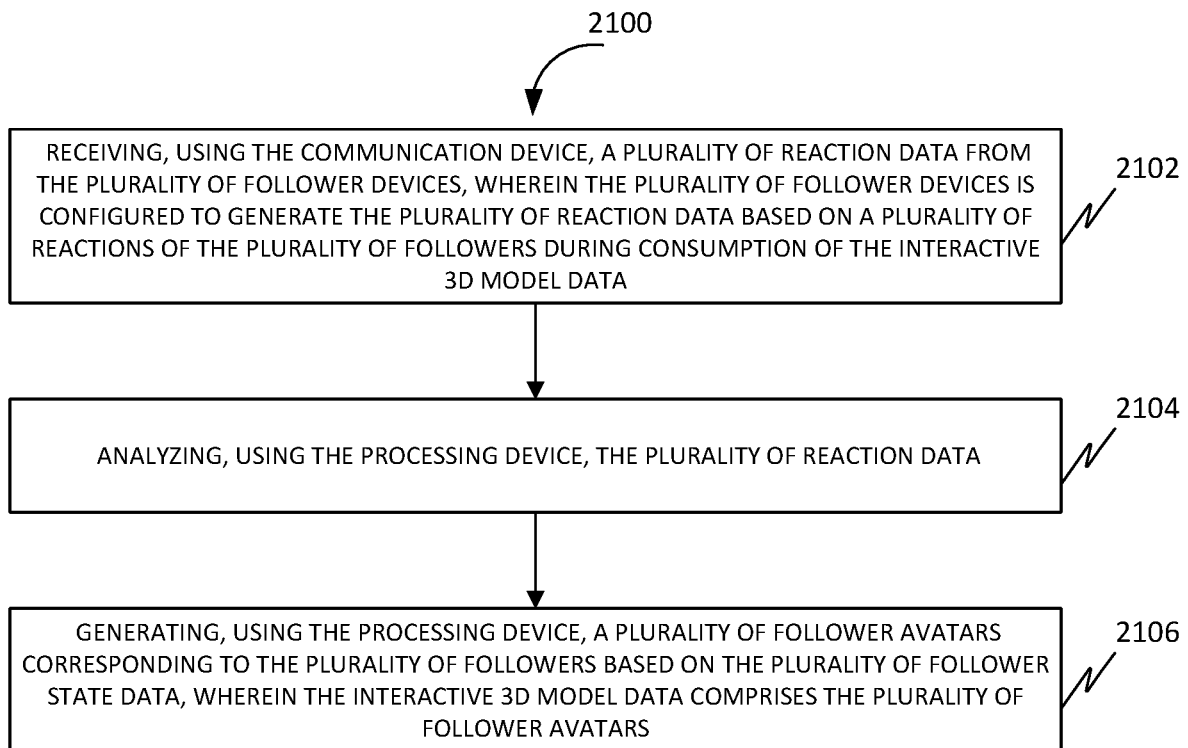 2100
RECEIVING, USING THE COMMUNICATION DEVICE, A PLURALITY OF REACTION DATA FROM
THE PLURALITY OF FOLLOWER DEVICES, WHEREIN THE PLURALITY OF FOLLOWER DEVICES IS
CONFIGURED TO GENERATE THE PLURALITY OF REACTION DATA BASED ON A PLURALITY OF
REACTIONS OF THE PLURALITY OF FOLLOWERS DURING CONSUMPTION OF THE INTERACTIVE
3D MODEL DATA
2102
ANALYZING, USING THE PROCESSING DEVICE, THE PLURALITY OF REACTION DATA
2104
GENERATING, USING THE PROCESSING DEVICE, A PLURALITY OF FOLLOWER AVATARS
CORRESPONDING TO THE PLURALITY OF FOLLOWERS BASED ON THE PLURALITY OF FOLLOWER
STATE DATA, WHEREIN THE INTERACTIVE 3D MODEL DATA COMPRISES THE PLURALITY OF
FOLLOWER AVATARS
2106